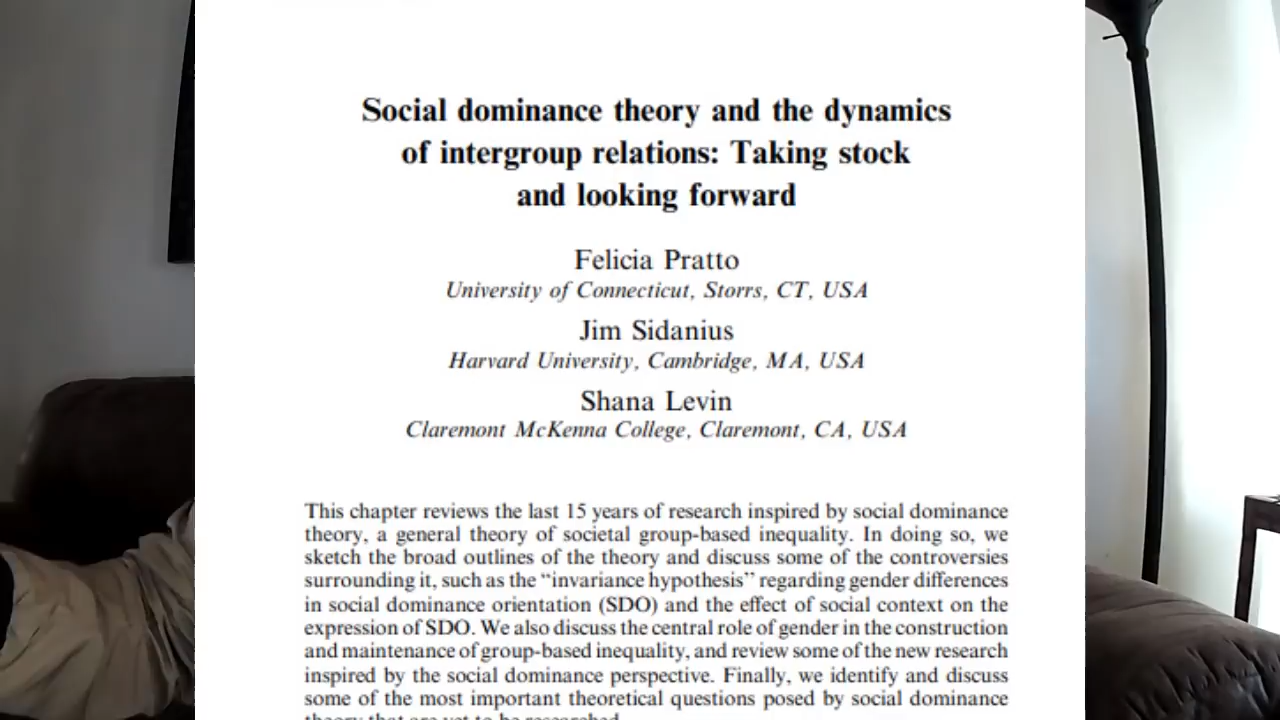 Social dominance theory and the dynamics
of intergroup relations: Taking stock
and looking forward
Felicia Pratto
University of Connecticut, Storrs, CT, USA
Jim Sidanius
Harvard University, Cambridge, MA, USA
Shana Levin
Claremont McKenna College, Claremont, CA, USA
This chapter reviews the last 15 years of research inspired by social dominance
theory, a general theory of societal group-based inequality. In doing so, we
sketch the broad outlines of the theory and discuss some of the controversies
surrounding it, such as the “invariance hypothesis” regarding gender differences
in social dominance orientation (SDO) and the effect of social context on the
expression of SDO. We also discuss the central role of gender in the construction
and maintenance of group-based inequality, and review some of the new research
inspired by the social dominance perspective. Finally, we identify and discuss
some of the most important theoretical questions posed by social dominance
theory that are yet to be researched.